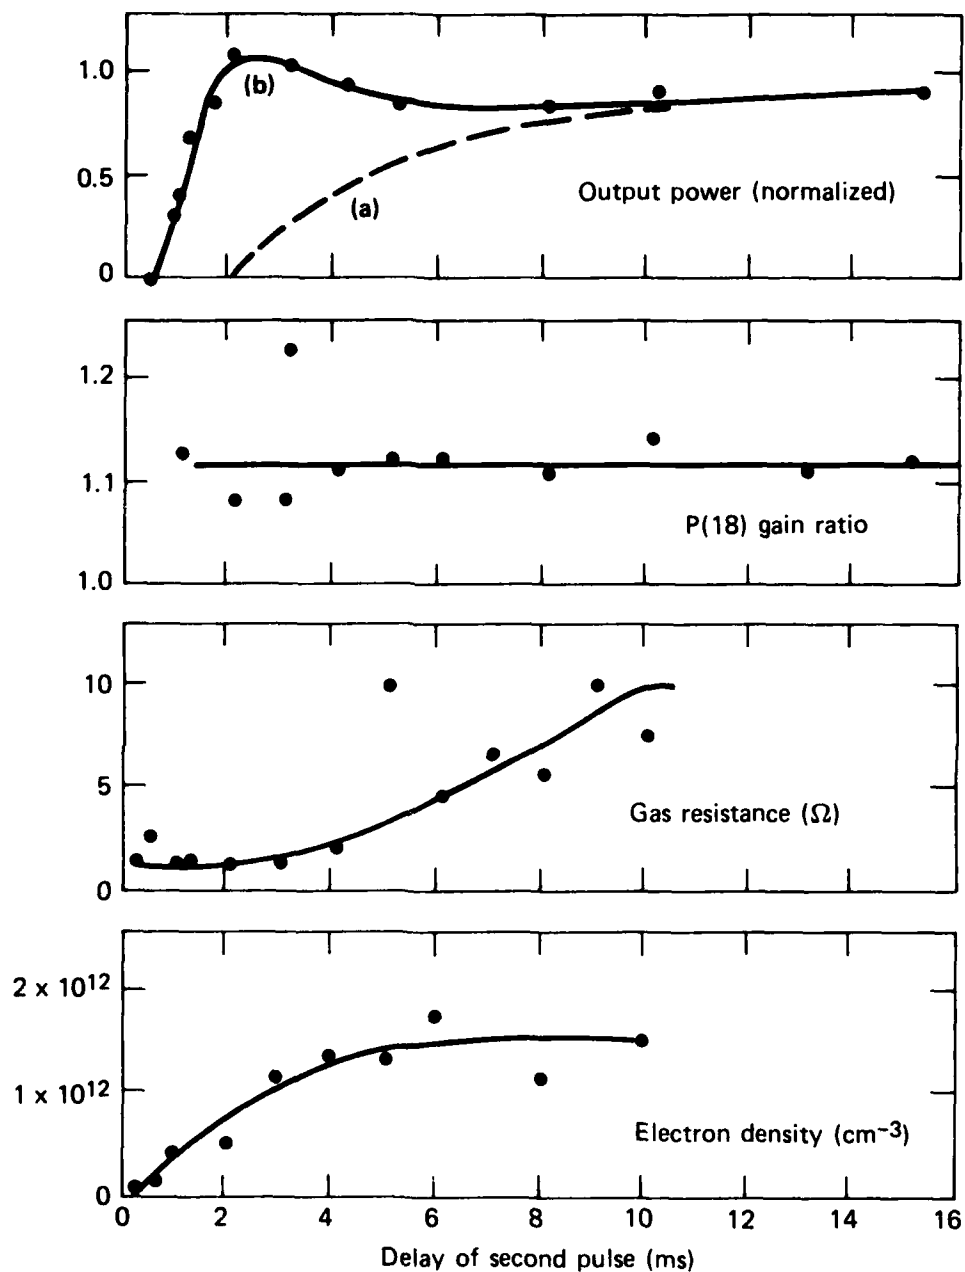 1.0
(b)
0.5
Output power (normalized)
(a)
0
1.2
1.1
P(18) gain ratio
1.0
10
5
Gas resistance (Ω)
0
2 x 10¹²
1 x 10¹²
Electron density (cm⁻³)
0
0 2 4 6 8 10 12 14 16
Delay of second pulse (ms)